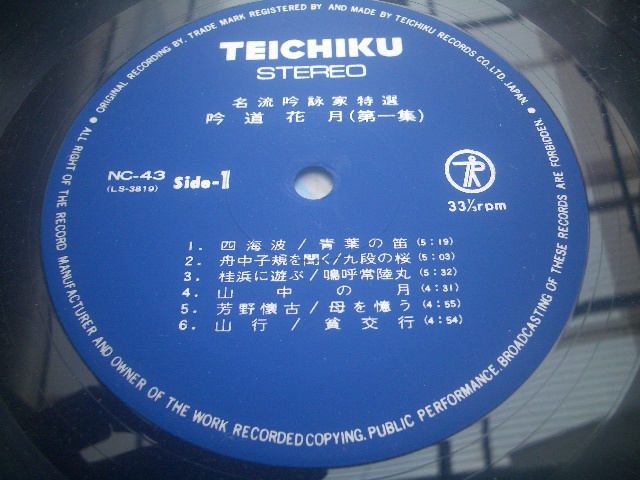 ORIGINAL RECORDING BY. TRADE MARK REGISTERED BY AND MADE BY TEICHIKU RECORDS CO., LTD. JAPAN.
TEICHIKU
STEREO
名流吟詠家特選
吟道花月(第一集)
NC-43
(LS-3819)
Side-1
33⅓rpm
1. 四海波/青葉の笛(5:19)
2. 舟中子規を聞く/九段の桜(5:03)
3. 桂浜に遊ぶ/嗚呼常陸丸(5:32)
4. 山中の月(4:31)
5. 芳野懐古/母を憶う(4:55)
6. 山行/貧交行(4:54)
ALL RIGHT OF THE RECORD MANUFACTURER AND OWNER OF THE WORK RECORDED COPYING. PUBLIC PERFORMANCE. BROADCASTING OF THESE RECORDS ARE FORBIDDEN.